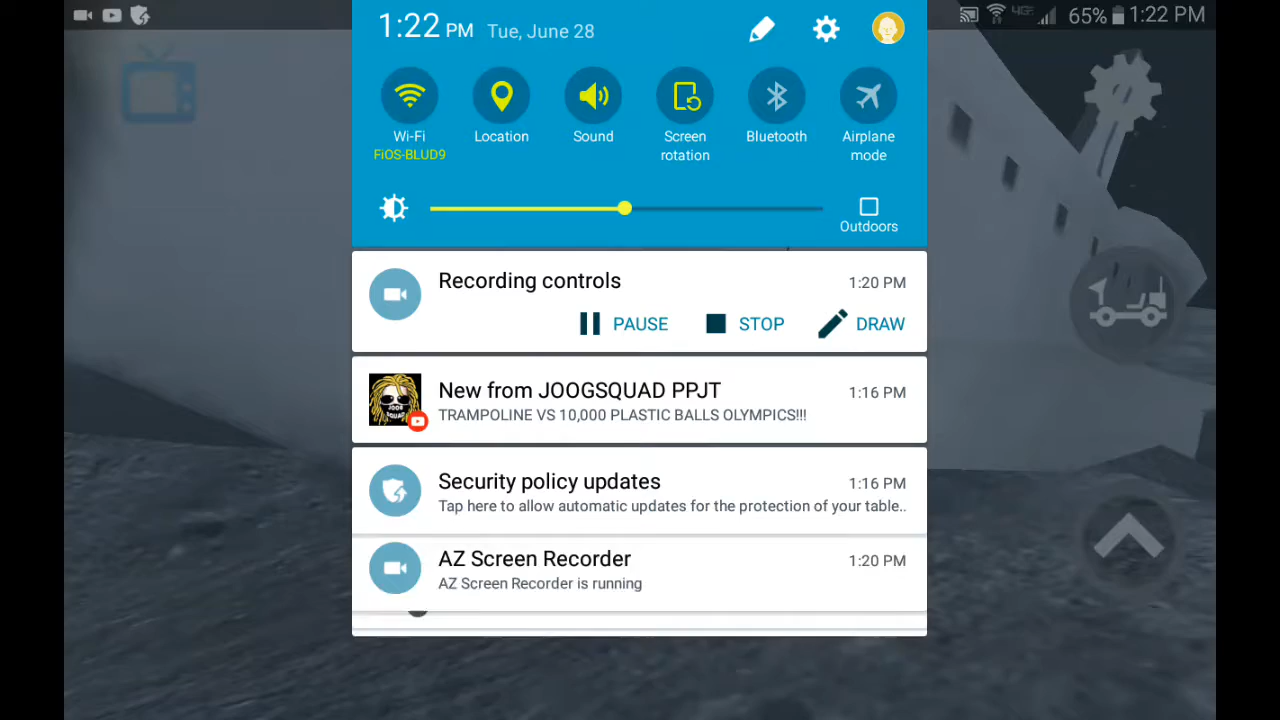 1:22 PM Tue, June 28
4G 65% 1:22 PM
Wi-Fi
FiOS-BLUD9
Location
Sound
Screen
rotation
Bluetooth
Airplane
mode
Outdoors
Recording controls 1:20 PM
PAUSE STOP DRAW
New from JOOGSQUAD PPJT 1:16 PM
TRAMPOLINE VS 10,000 PLASTIC BALLS OLYMPICS!!!
Security policy updates 1:16 PM
Tap here to allow automatic updates for the protection of your table..
AZ Screen Recorder 1:20 PM
AZ Screen Recorder is running